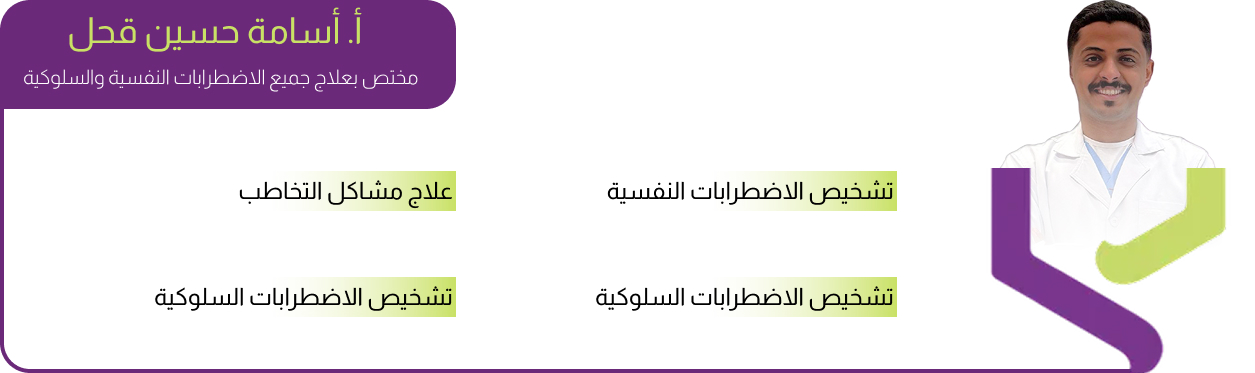 أ. أسامة حسين قحل
مختص بعلاج جميع الاضطرابات النفسية والسلوكية
تشخيص الاضطرابات النفسية
علاج مشاكل التخاطب
تشخيص الاضطرابات السلوكية
تشخيص الاضطرابات السلوكية